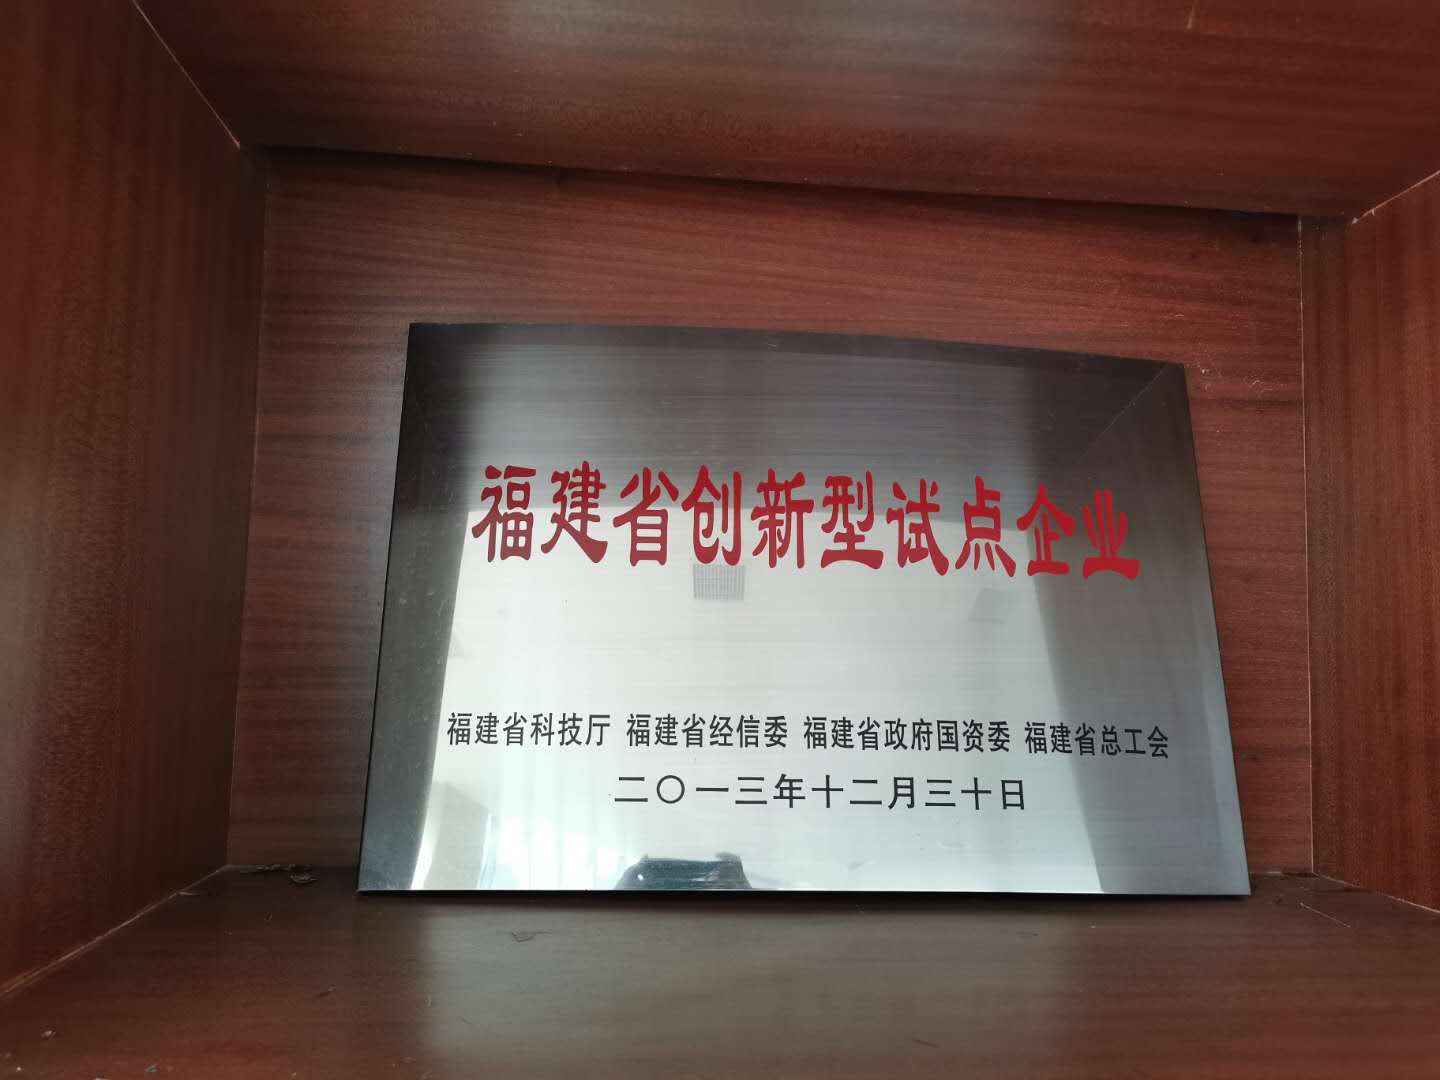 福建省创新型试点企业
福建省科技厅 福建省经信委 福建省政府国资委 福建省总工会
二〇一三年十二月三十日